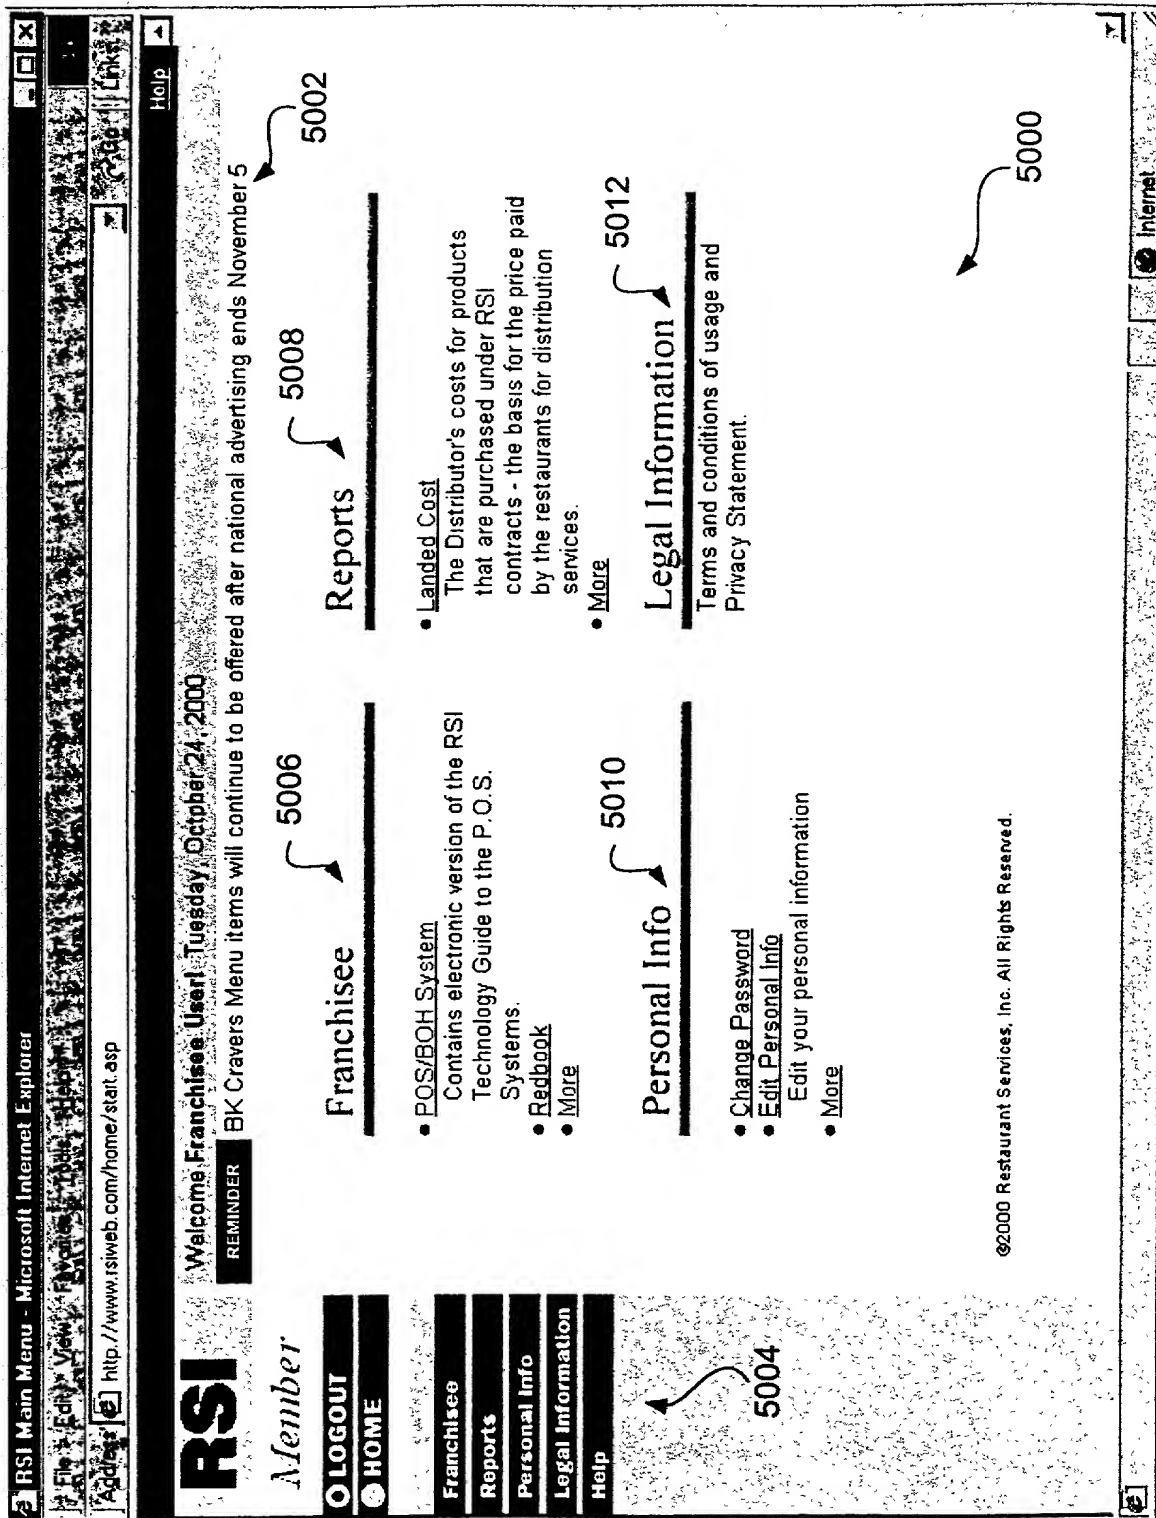 RSI Main Menu - Microsoft Internet Explorer
File Edit View Favorites Tools Help
Address http://www.rsiweb.com/home/start.asp Go Links
Help
RSI
Welcome Franchisee User! Tuesday, October 24, 2000
REMINDER BK Cravers Menu items will continue to be offered after national advertising ends November 5
5002
Member
LOGOUT
HOME
Franchisee
Reports
Personal Info
Legal Information
Help
5004
Franchisee
5006
• POS/BOH System
Contains electronic version of the RSI
Technology Guide to the P.O.S.
Systems.
• Redbook
• More
Reports
5008
• Landed Cost
The Distributor's costs for products
that are purchased under RSI
contracts - the basis for the price paid
by the restaurants for distribution
services.
• More
Personal Info
5010
• Change Password
• Edit Personal Info
Edit your personal information
• More
Legal Information
5012
Terms and conditions of usage and
Privacy Statement.
5000
©2000 Restaurant Services, Inc. All Rights Reserved.
Internet